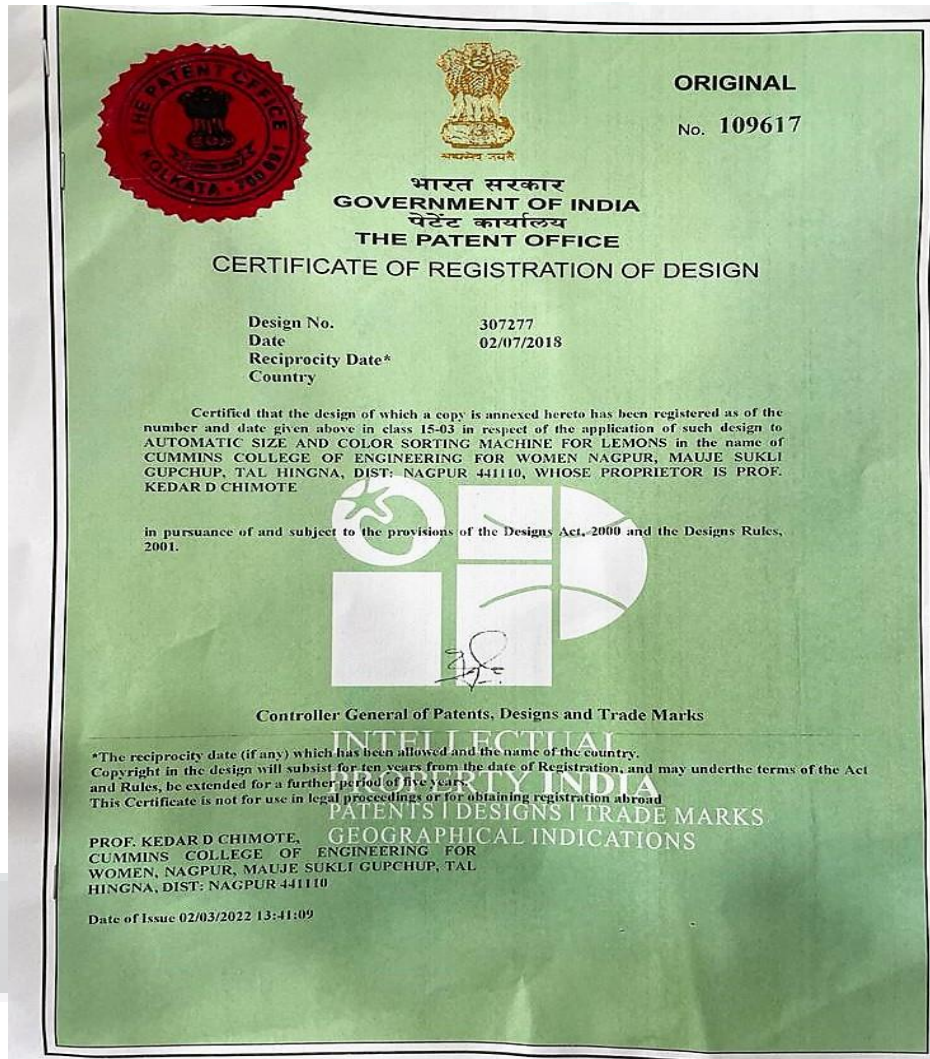 THE PATENT OFFICE
KOLKATA - 700 091
सत्यमेव जयते
ORIGINAL
No. 109617
भारत सरकार
GOVERNMENT OF INDIA
पेटेंट कार्यालय
THE PATENT OFFICE
CERTIFICATE OF REGISTRATION OF DESIGN
Design No. 307277
Date 02/07/2018
Reciprocity Date*
Country
Certified that the design of which a copy is annexed hereto has been registered as of the
number and date given above in class 15-03 in respect of the application of such design to
AUTOMATIC SIZE AND COLOR SORTING MACHINE FOR LEMONS in the name of
CUMMINS COLLEGE OF ENGINEERING FOR WOMEN NAGPUR, MAUJE SUKLI
GUPCHUP, TAL HINGNA, DIST: NAGPUR 441110, WHOSE PROPRIETOR IS PROF.
KEDAR D CHIMOTE
in pursuance of and subject to the provisions of the Designs Act, 2000 and the Designs Rules,
2001.
Controller General of Patents, Designs and Trade Marks
INTELLECTUAL
*The reciprocity date (if any) which has been allowed and the name of the country.
Copyright in the design will subsist for ten years from the date of Registration, and may underthe terms of the Act
and Rules, be extended for a further period of five years.
PROPERTY INDIA
This Certificate is not for use in legal proceedings or for obtaining registration abroad
PATENTS | DESIGNS | TRADE MARKS
GEOGRAPHICAL INDICATIONS
PROF. KEDAR D CHIMOTE,
CUMMINS COLLEGE OF ENGINEERING FOR
WOMEN, NAGPUR, MAUJE SUKLI GUPCHUP, TAL
HINGNA, DIST: NAGPUR 441110
Date of Issue 02/03/2022 13:41:09